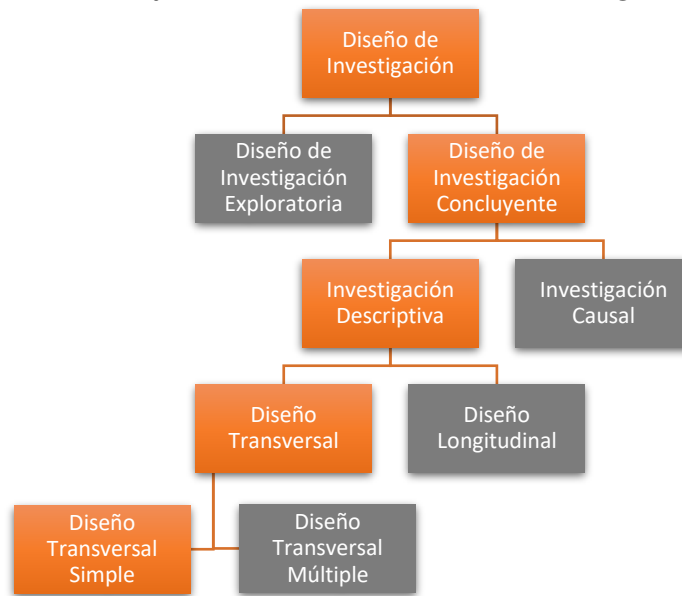 Diseño de
Investigación
Diseño de
Investigación
Exploratoria
Diseño de
Investigación
Concluyente
Investigación
Descriptiva
Investigación
Causal
Diseño
Transversal
Diseño
Longitudinal
Diseño
Transversal
Simple
Diseño
Transversal
Múltiple